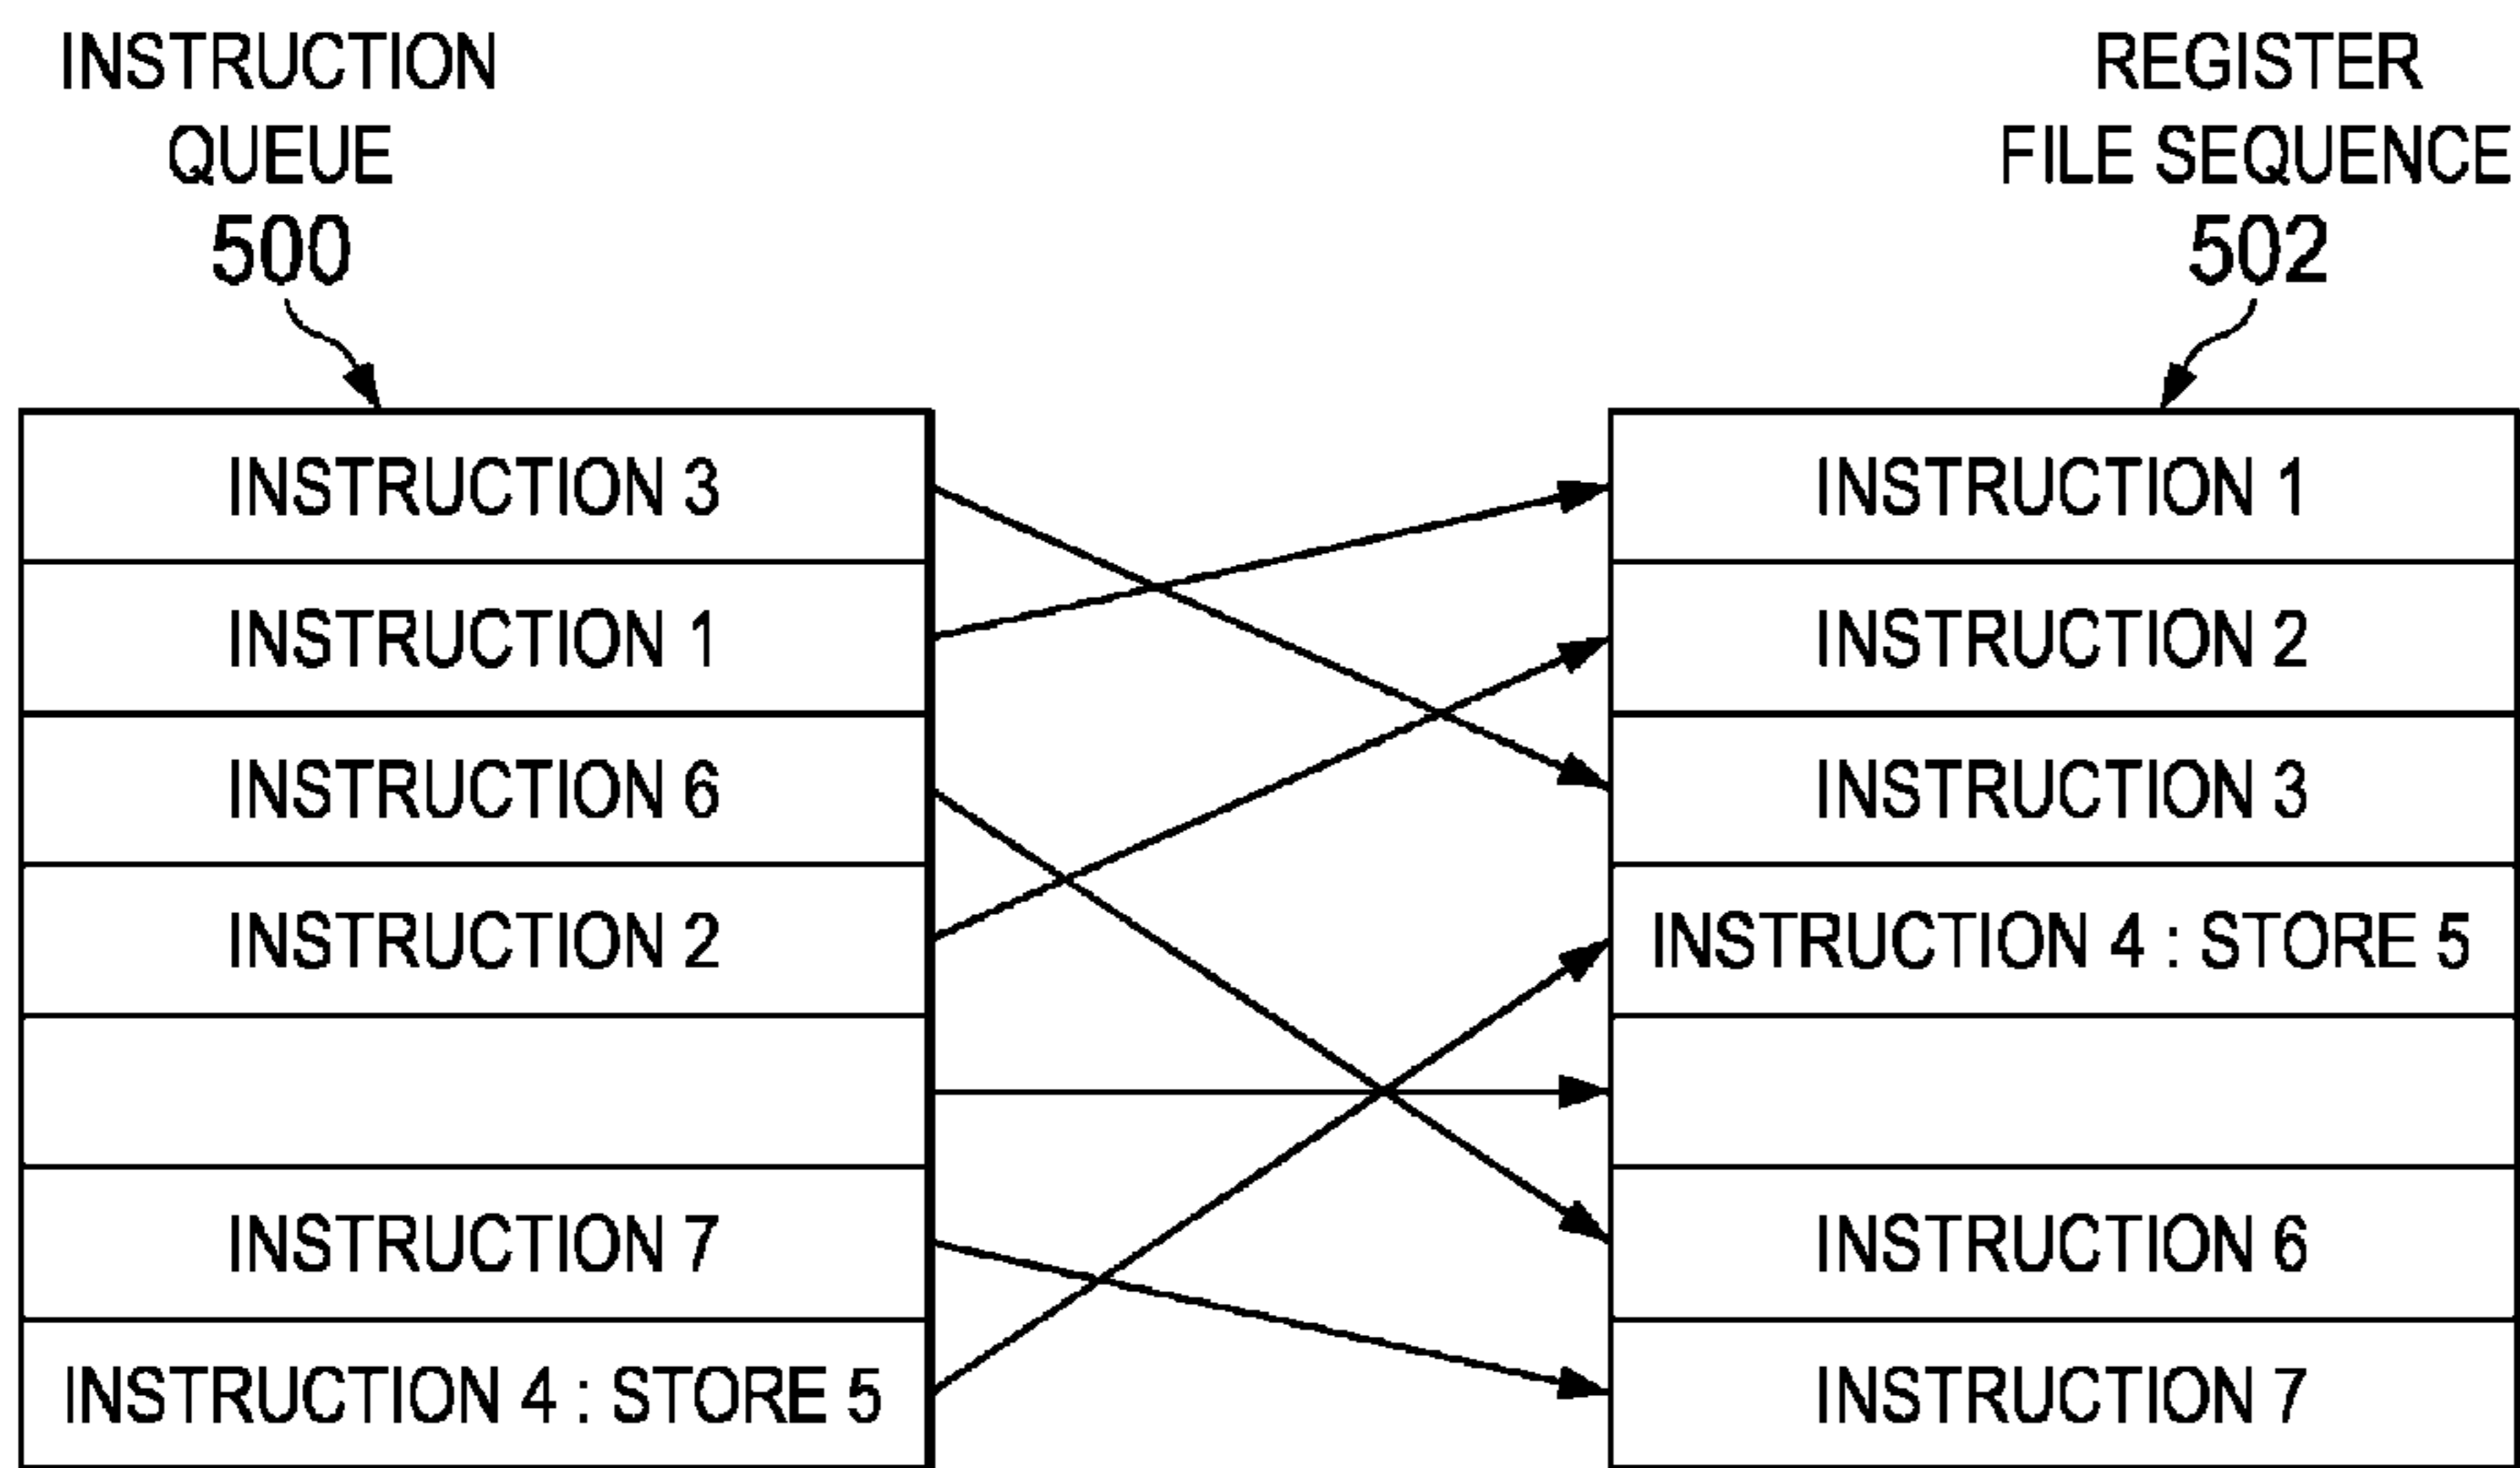 INSTRUCTION
QUEUE
500
REGISTER
FILE SEQUENCE
502
INSTRUCTION 3
INSTRUCTION 1
INSTRUCTION 6
INSTRUCTION 2
INSTRUCTION 7
INSTRUCTION 4 : STORE 5
INSTRUCTION 1
INSTRUCTION 2
INSTRUCTION 3
INSTRUCTION 4 : STORE 5
INSTRUCTION 6
INSTRUCTION 7